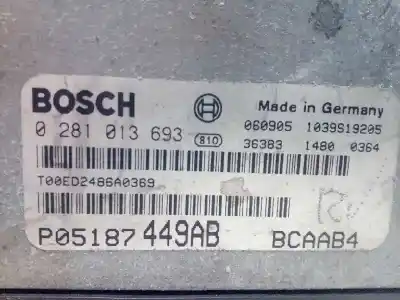 BOSCH Made in Germany
0 281 013 693 810 060905 1039S19205
36383 1480 0364
T00ED2486A0369
P05187449AB BCAAB4